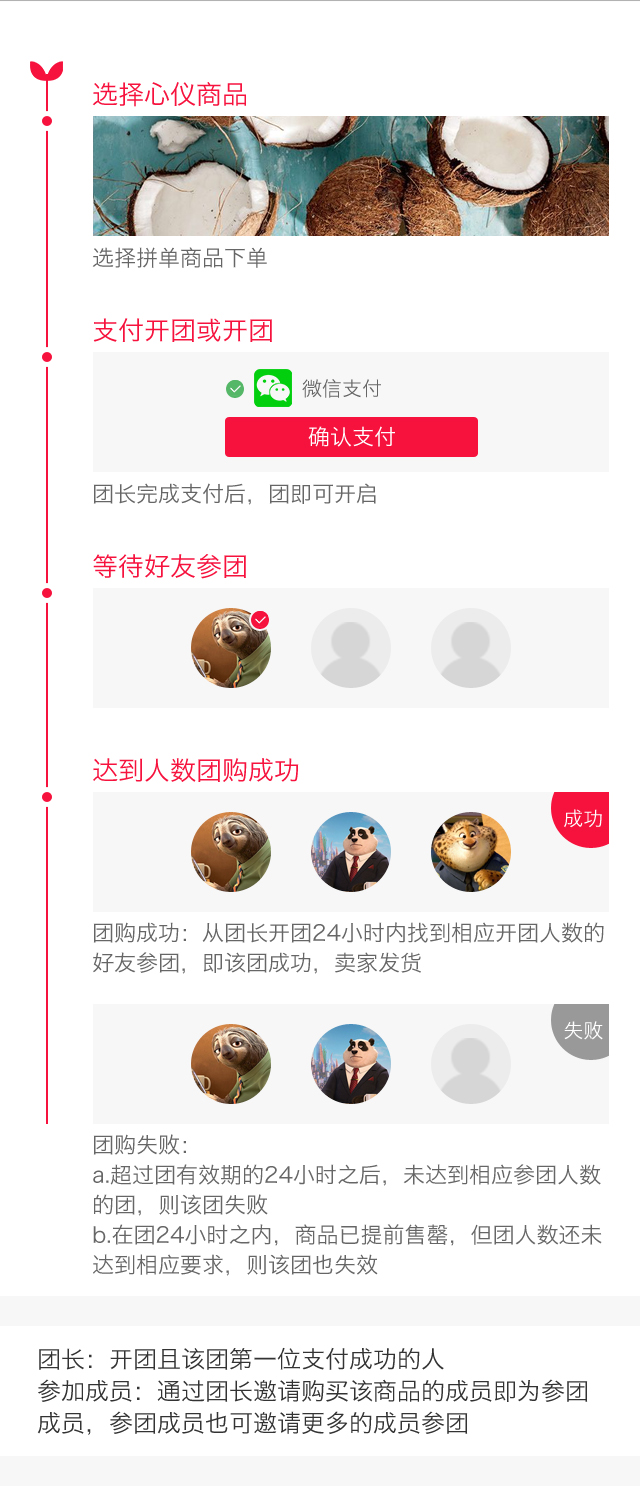 选择心仪商品
选择拼单商品下单
支付开团或开团
微信支付
确认支付
团长完成支付后，团即可开启
等待好友参团
达到人数团购成功
成功
团购成功：从团长开团24小时内找到相应开团人数的
好友参团，即该团成功，卖家发货
失败
团购失败：
a.超过团有效期的24小时之后，未达到相应参团人数
的团，则该团失败
b.在团24小时之内，商品已提前售罄，但团人数还未
达到相应要求，则该团也失效
团长：开团且该团第一位支付成功的人
参加成员：通过团长邀请购买该商品的成员即为参团
成员，参团成员也可邀请更多的成员参团